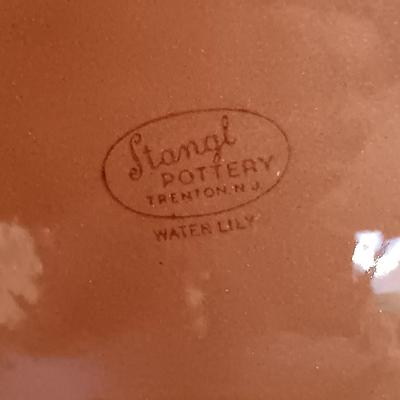 Stangl
POTTERY
TRENTON, N.J.
WATER LILY